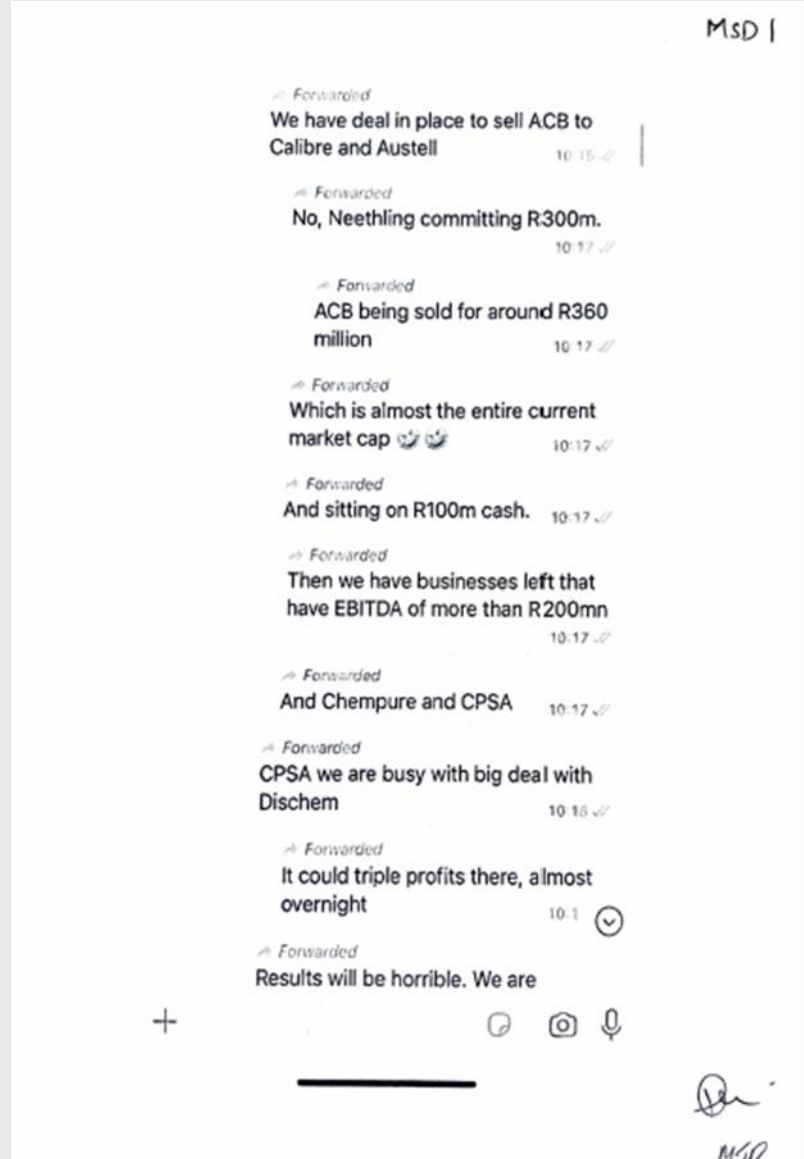 MSD 1
Forwarded
We have deal in place to sell ACB to
Calibre and Austell
10:15
Forwarded
No, Neethling committing R300m.
10:17
Forwarded
ACB being sold for around R360
million
10:17
Forwarded
Which is almost the entire current
market cap 🤣🤣
10:17
Forwarded
And sitting on R100m cash.
10:17
Forwarded
Then we have businesses left that
have EBITDA of more than R200mn
10:17
Forwarded
And Chempure and CPSA
10:17
Forwarded
CPSA we are busy with big deal with
Dischem
Forwarded
It could triple profits there, almost
overnight
10:1
Forwarded
Results will be horrible. We are